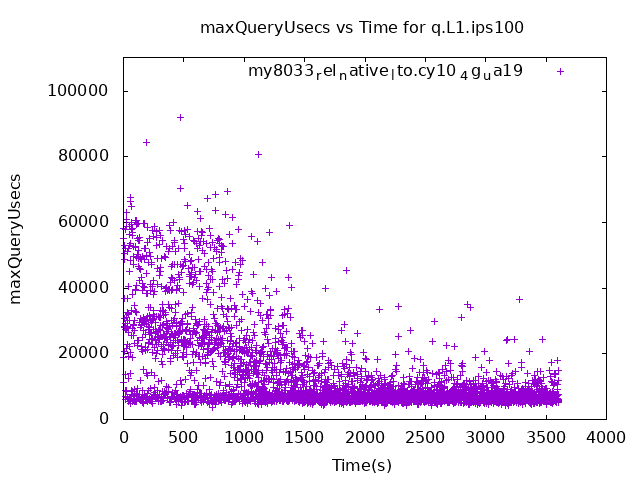 maxQueryUsecs vs Time for q.L1.ips100
my8033_rel_native_lto.cy10_4g_ua19
100000
80000
60000
40000
20000
0
maxQueryUsecs
0 500 1000 1500 2000 2500 3000 3500 4000
Time(s)